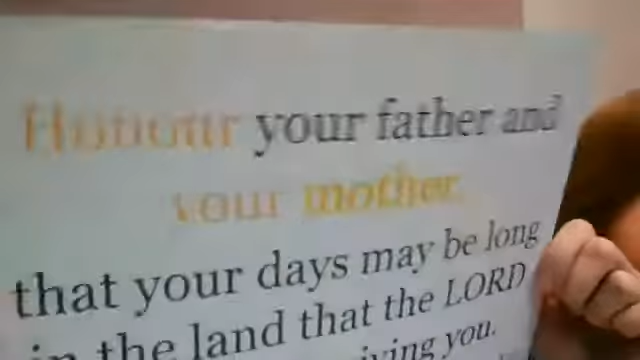 Honour your father and
your mother,
that your days may be long
in the land that the LORD
giving you.